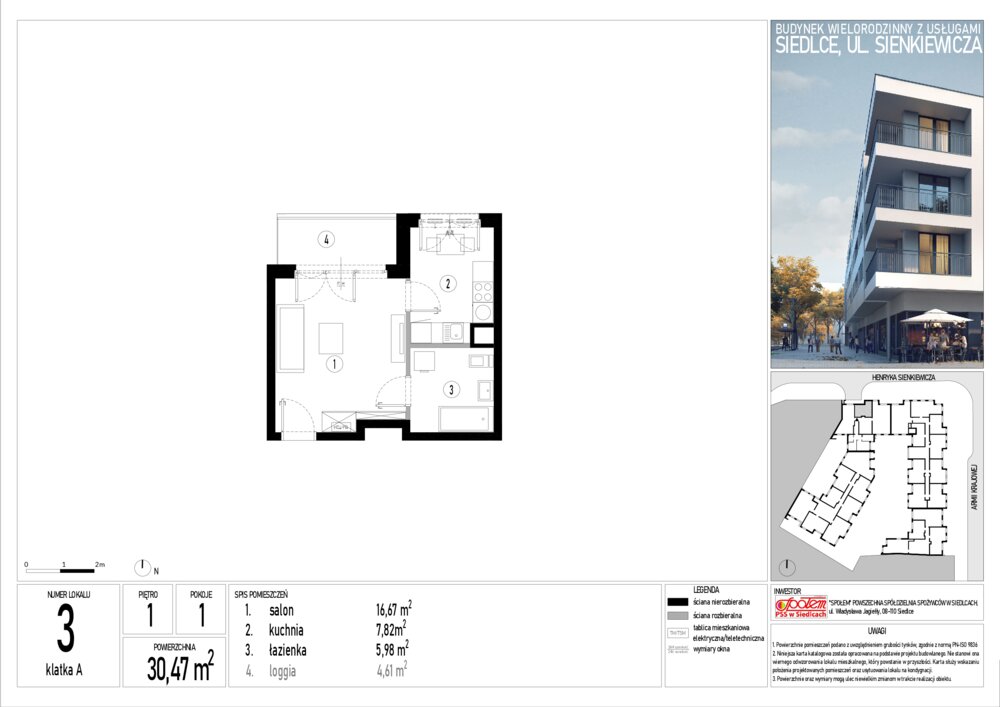 BUDYNEK WIELORODZINNY Z USŁUGAMI
SIEDLCE, UL. SIENKIEWICZA
4
2
1
3
HENRYKA SIENKIEWICZA
ARMII KRAJOWEJ
0 1 2m
N
NUMER LOKALU
3
klatka A
PIĘTRO
1
POKOJE
1
POWIERZCHNIA
30,47 m²
SPIS POMIESZCZEŃ
1. salon 16,67 m²
2. kuchnia 7,82m²
3. łazienka 5,98 m²
4. loggia 4,61 m²
LEGENDA
ściana nierozbieralna
ściana rozbieralna
tablica mieszkaniowa
elektryczna/teletechniczna
wymiary okna
INWESTOR
Społem
PSS w Siedlcach
"SPOŁEM" POWSZECHNA SPÓŁDZIELNIA SPOŻYWCÓW W SIEDLCACH,
ul. Władysława Jagiełły, 08-110 Siedlce
UWAGI
1. Powierzchnie pomieszczeń podano z uwzględnieniem grubości tynków, zgodnie z normą PN-ISO 9836
2. Niniejsza karta katalogowa została opracowana na podstawie projektu budowlanego. Nie stanowi ona
wiernego odwzorowania lokalu mieszkalnego, który powstanie w przyszłości. Karta służy wskazaniu
położenia projektowanych pomieszczeń oraz usytuowania lokalu na kondygnacji.
3. Powierzchnie oraz wymiary mogą ulec niewielkim zmianom w trakcie realizacji obiektu.